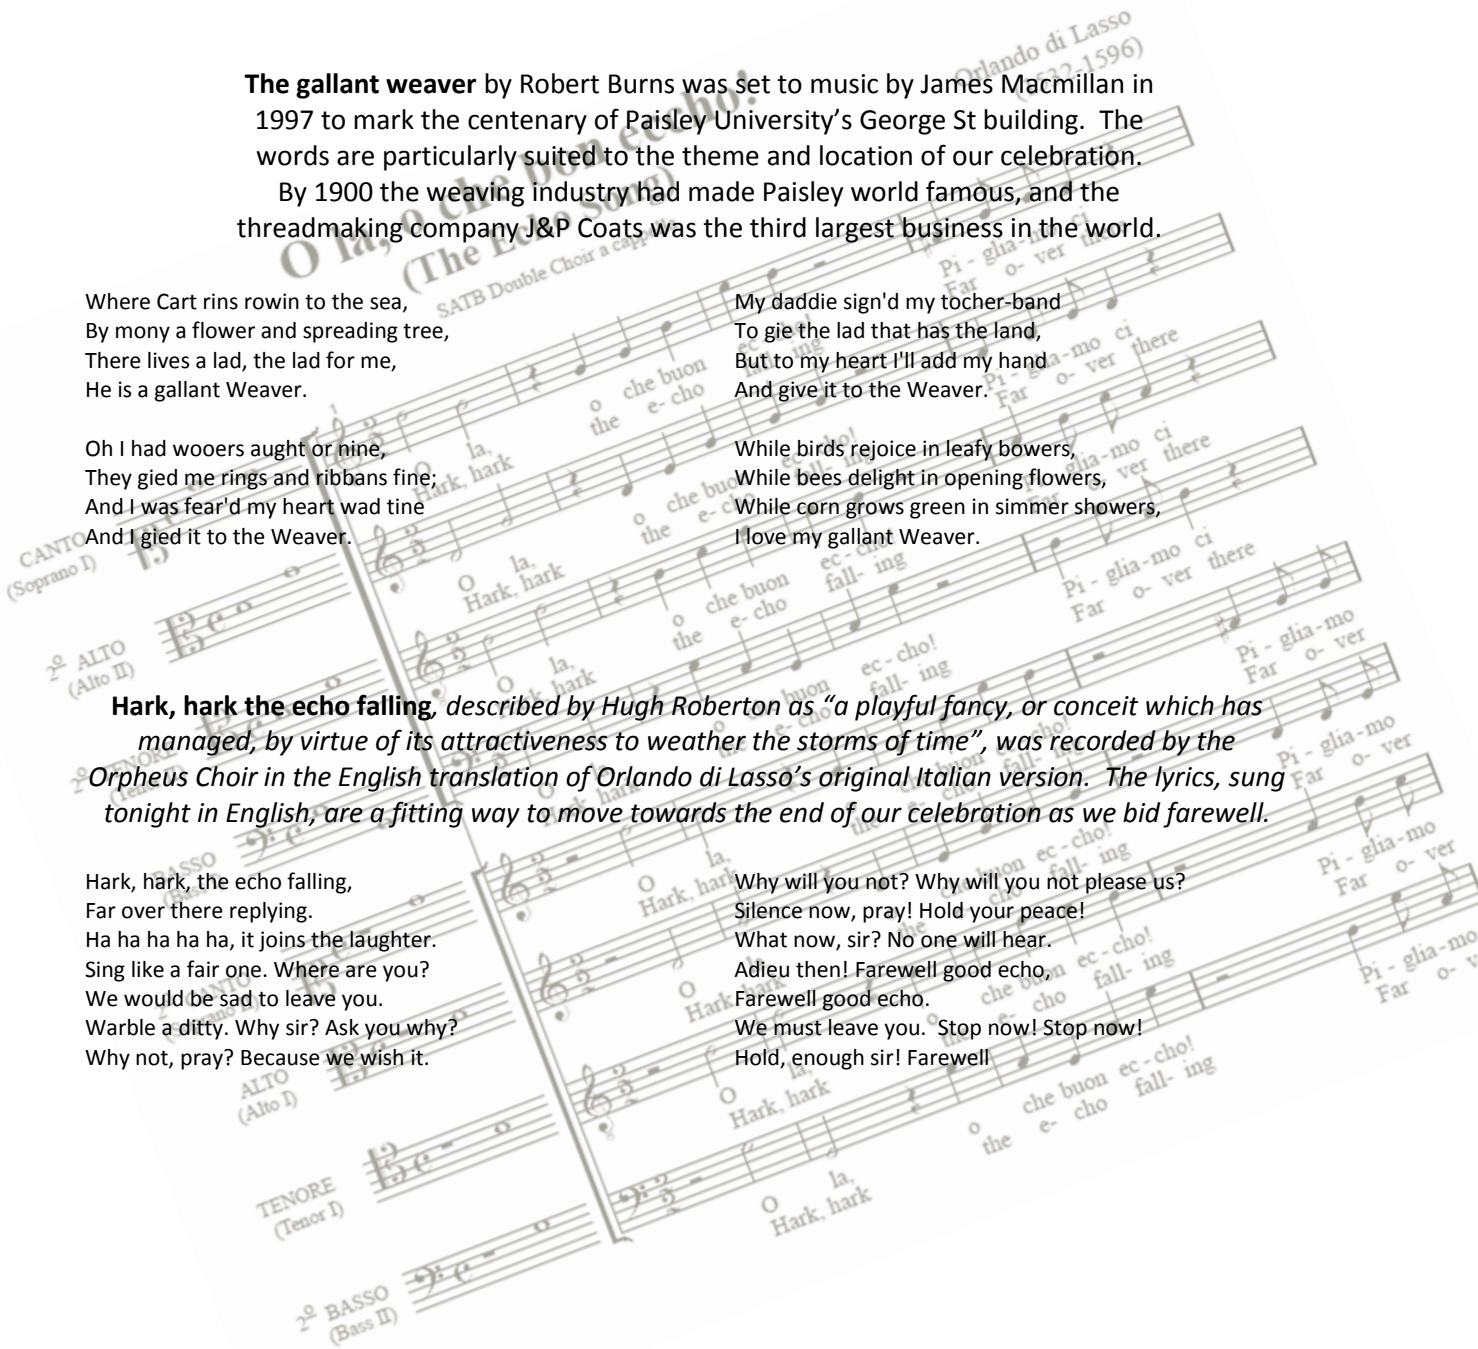 The gallant weaver by Robert Burns was set to music by James Macmillan in
1997 to mark the centenary of Paisley University’s George St building.  The
words are particularly suited to the theme and location of our celebration.
By 1900 the weaving industry had made Paisley world famous, and the
threadmaking company J&P Coats was the third largest business in the world.
Where Cart rins rowin to the sea,
By mony a flower and spreading tree,
There lives a lad, the lad for me,
He is a gallant Weaver.
Oh I had wooers aught or nine,
They gied me rings and ribbans fine;
And I was fear'd my heart wad tine
And I gied it to the Weaver.
My daddie sign'd my tocher-band
To gie the lad that has the land,
But to my heart I'll add my hand
And give it to the Weaver.
While birds rejoice in leafy bowers,
While bees delight in opening flowers,
While corn grows green in simmer showers,
I love my gallant Weaver.
Hark, hark the echo falling, described by Hugh Roberton as “a playful fancy, or conceit which has
managed, by virtue of its attractiveness to weather the storms of time”, was recorded by the
Orpheus Choir in the English translation of Orlando di Lasso’s original Italian version.  The lyrics, sung
tonight in English, are a fitting way to move towards the end of our celebration as we bid farewell.
Hark, hark, the echo falling,
Far over there replying.
Ha ha ha ha ha, it joins the laughter.
Sing like a fair one. Where are you?
We would be sad to leave you.
Warble a ditty. Why sir? Ask you why?
Why not, pray? Because we wish it.
Why will you not? Why will you not please us?
Silence now, pray! Hold your peace!
What now, sir? No one will hear.
Adieu then! Farewell good echo,
Farewell good echo.
We must leave you.  Stop now! Stop now!
Hold, enough sir! Farewell
Orlando di Lasso
(1532-1596)
O la, o che bon eccho!
(The Echo Song)
SATB Double Choir a cappella
CANTO
(Soprano I)
2º ALTO
(Alto II)
2º TENORE
BASSO
2º CANTO
(Soprano II)
ALTO
(Alto I)
TENORE
(Tenor I)
2º BASSO
(Bass II)
O la, o che buon ec-cho! Pi - glia-mo ci
Hark, hark the e- cho fall- ing Far o- ver there